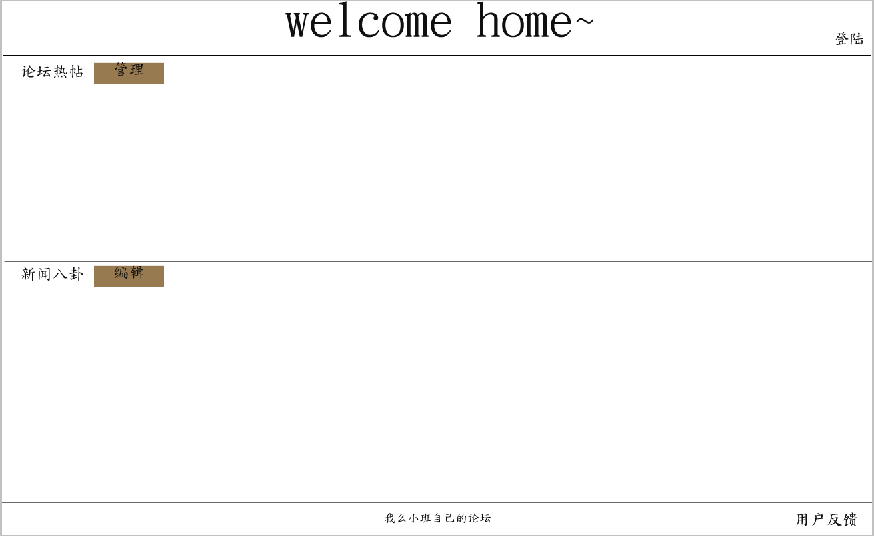 welcome home~
登陆
论坛热帖 管理
新闻八卦 编辑
我么小班自己的论坛
用户反馈